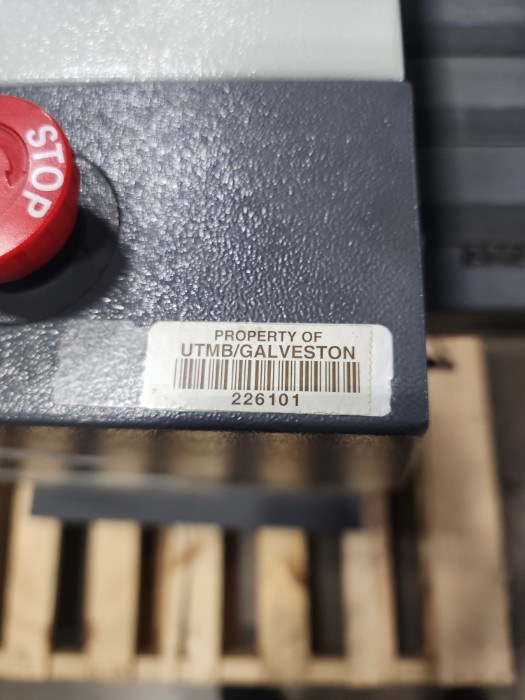 STOP
PROPERTY OF
UTMB/GALVESTON
226101